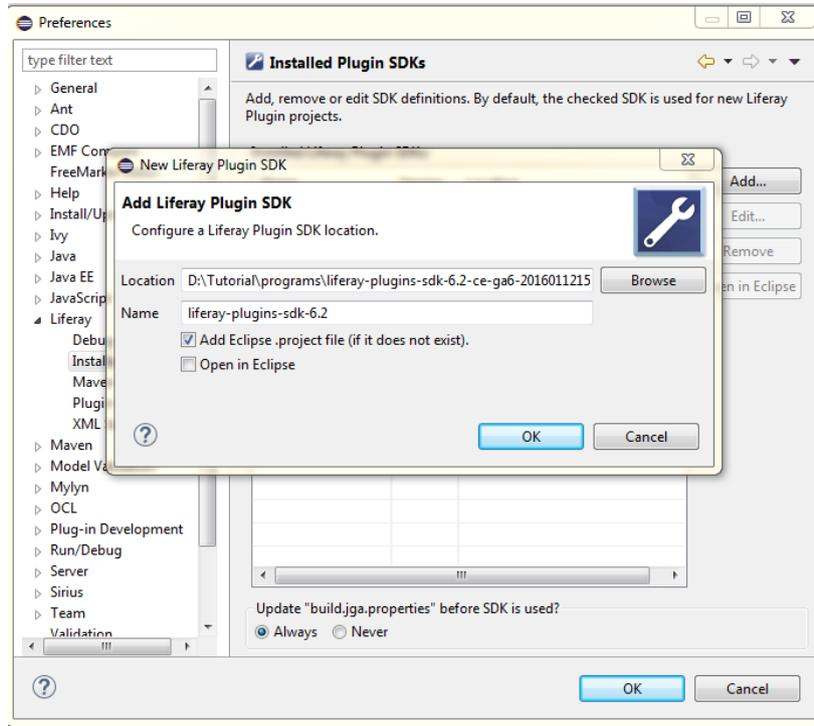 Preferences
type filter text
Installed Plugin SDKs
Add, remove or edit SDK definitions. By default, the checked SDK is used for new Liferay
Plugin projects.
General
Ant
CDO
EMF Com
FreeMark
Help
Install/Up
Ivy
Java
Java EE
JavaScrip
Liferay
Debu
Instal
Mave
Plugi
XML
Maven
Model Va
Mylyn
OCL
Plug-in Development
Run/Debug
Server
Sirius
Team
Validation
New Liferay Plugin SDK
Add Liferay Plugin SDK
Configure a Liferay Plugin SDK location.
Location D:\Tutorial\programs\liferay-plugins-sdk-6.2-ce-ga6-2016011215 Browse
Name liferay-plugins-sdk-6.2
Add Eclipse .project file (if it does not exist).
Open in Eclipse
OK Cancel
Add...
Edit...
Remove
en in Eclipse
Update "build.jga.properties" before SDK is used?
Always Never
OK Cancel